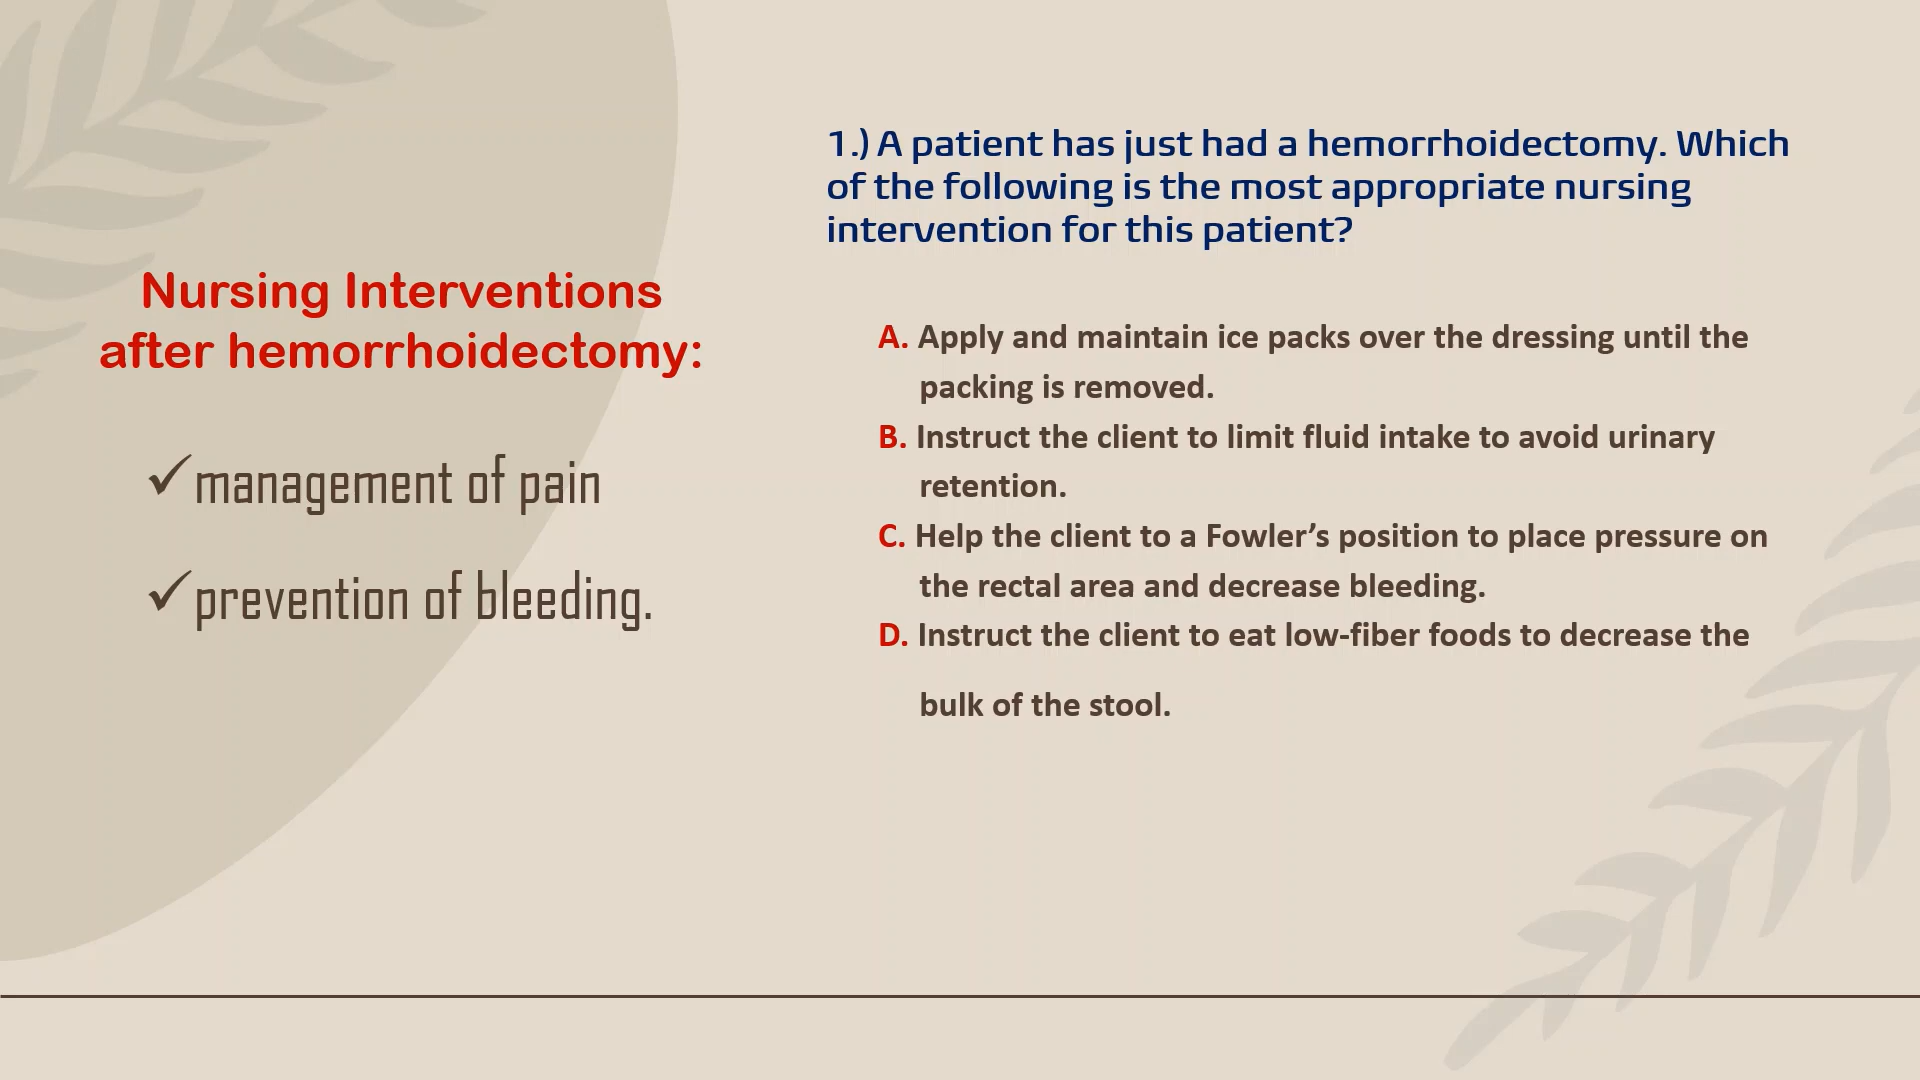 Nursing Interventions
after hemorrhoidectomy:
✓management of pain
✓prevention of bleeding.
1.) A patient has just had a hemorrhoidectomy. Which
of the following is the most appropriate nursing
intervention for this patient?
A. Apply and maintain ice packs over the dressing until the
packing is removed.
B. Instruct the client to limit fluid intake to avoid urinary
retention.
C. Help the client to a Fowler’s position to place pressure on
the rectal area and decrease bleeding.
D. Instruct the client to eat low-fiber foods to decrease the
bulk of the stool.